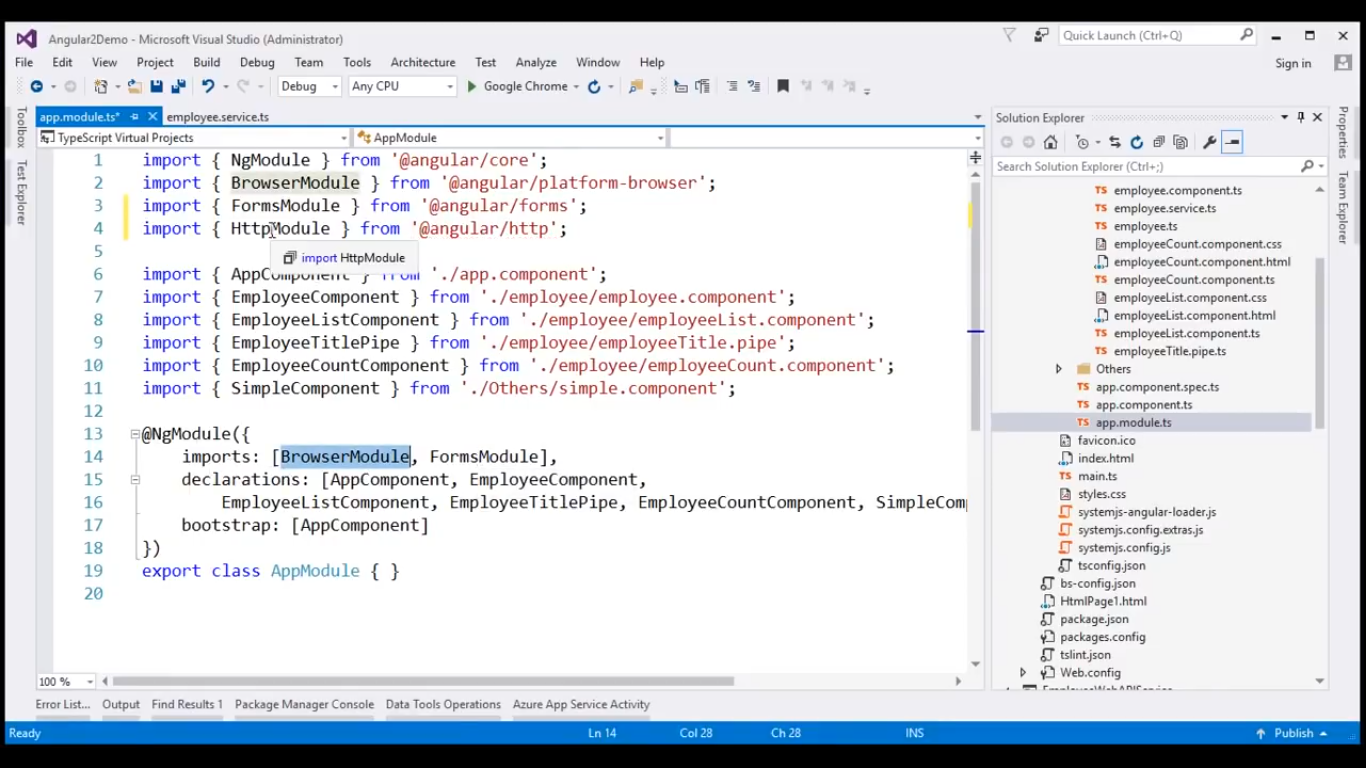 Angular2Demo - Microsoft Visual Studio (Administrator)
Quick Launch (Ctrl+Q)
File Edit View Project Build Debug Team Tools Architecture Test Analyze Window Help
Sign in
Debug Any CPU Google Chrome
Toolbox
Test Explorer
app.module.ts* employee.service.ts
TypeScript Virtual Projects AppModule
1 import { NgModule } from '@angular/core';
2 import { BrowserModule } from '@angular/platform-browser';
3 import { FormsModule } from '@angular/forms';
4 import { HttpModule } from '@angular/http';
5
import HttpModule
6 import { AppComponent } from './app.component';
7 import { EmployeeComponent } from './employee/employee.component';
8 import { EmployeeListComponent } from './employee/employeeList.component';
9 import { EmployeeTitlePipe } from './employee/employeeTitle.pipe';
10 import { EmployeeCountComponent } from './employee/employeeCount.component';
11 import { SimpleComponent } from './Others/simple.component';
12
13 @NgModule({
14 imports: [BrowserModule, FormsModule],
15 declarations: [AppComponent, EmployeeComponent,
16 EmployeeListComponent, EmployeeTitlePipe, EmployeeCountComponent, SimpleComp
17 bootstrap: [AppComponent]
18 })
19 export class AppModule { }
20
100 %
Solution Explorer
Search Solution Explorer (Ctrl+;)
TS employee.component.ts
TS employee.service.ts
TS employee.ts
employeeCount.component.css
employeeCount.component.html
TS employeeCount.component.ts
employeeList.component.css
employeeList.component.html
TS employeeList.component.ts
TS employeeTitle.pipe.ts
Others
TS app.component.spec.ts
TS app.component.ts
TS app.module.ts
favicon.ico
index.html
TS main.ts
styles.css
systemjs-angular-loader.js
systemjs.config.extras.js
systemjs.config.js
tsconfig.json
bs-config.json
HtmlPage1.html
package.json
packages.config
tslint.json
Web.config
EmployeeWebAPIService
Properties
Team Explorer
Error List... Output Find Results 1 Package Manager Console Data Tools Operations Azure App Service Activity
Ready Ln 14 Col 28 Ch 28 INS Publish